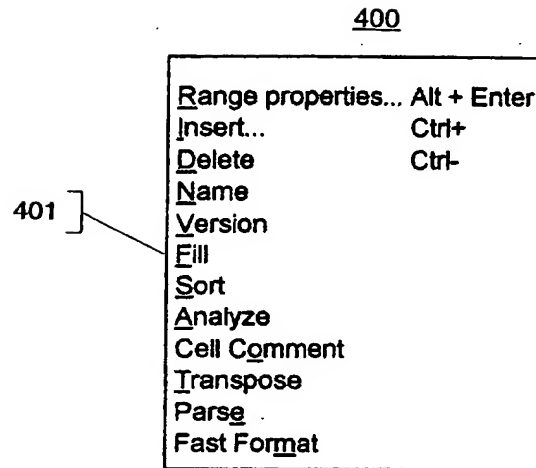 400
Range properties... Alt + Enter
Insert... Ctrl+
Delete Ctrl-
Name
401
Version
Fill
Sort
Analyze
Cell Comment
Transpose
Parse
Fast Format